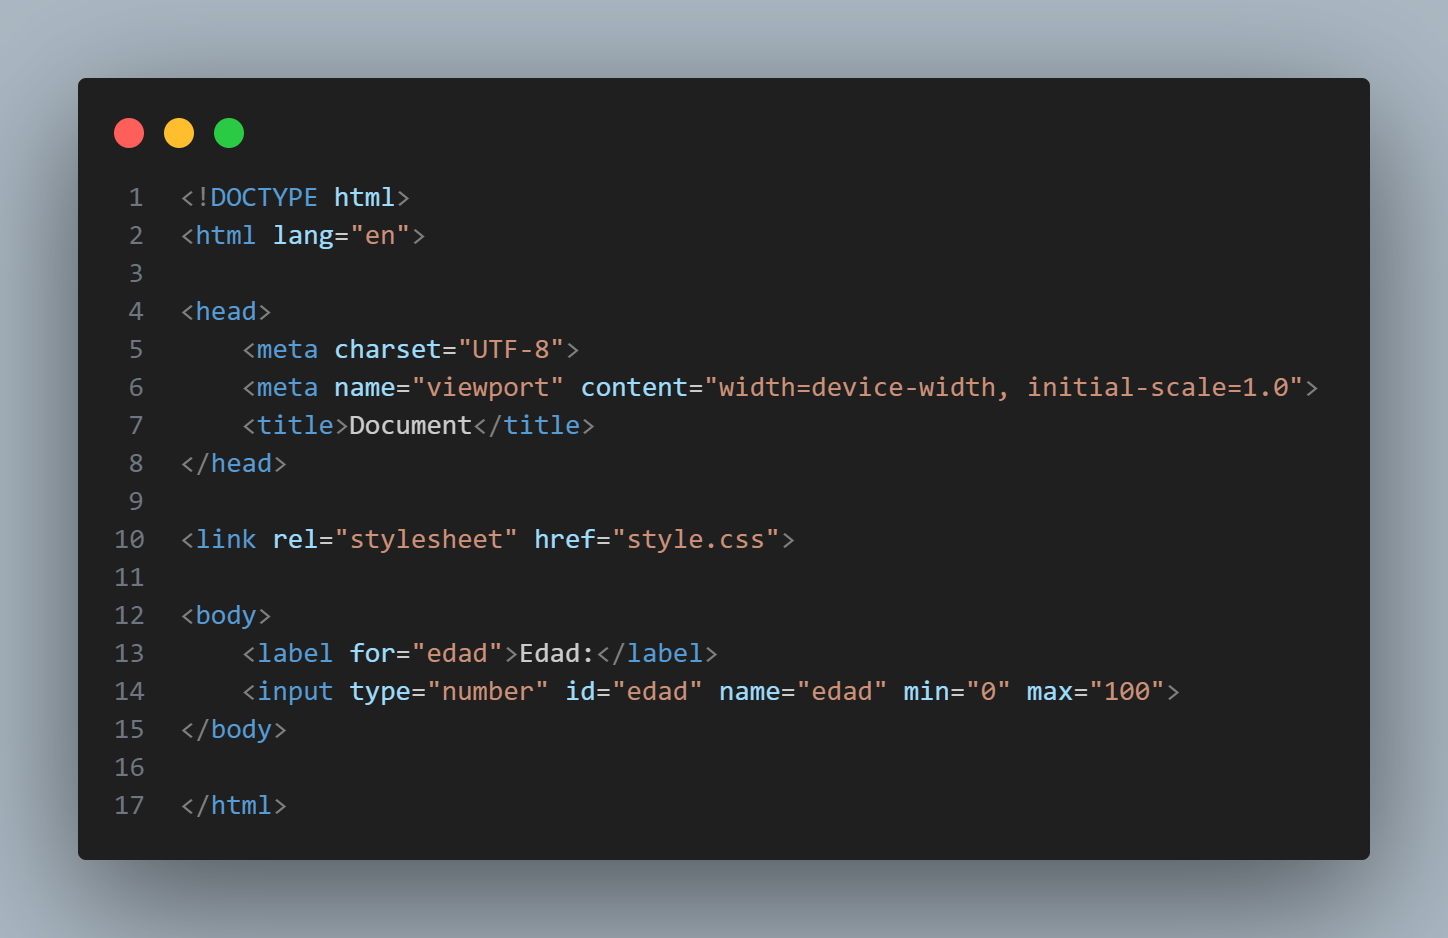 1 <!DOCTYPE html>
2 <html lang="en">
3
4 <head>
5     <meta charset="UTF-8">
6     <meta name="viewport" content="width=device-width, initial-scale=1.0">
7     <title>Document</title>
8 </head>
9
10 <link rel="stylesheet" href="style.css">
11
12 <body>
13     <label for="edad">Edad:</label>
14     <input type="number" id="edad" name="edad" min="0" max="100">
15 </body>
16
17 </html>